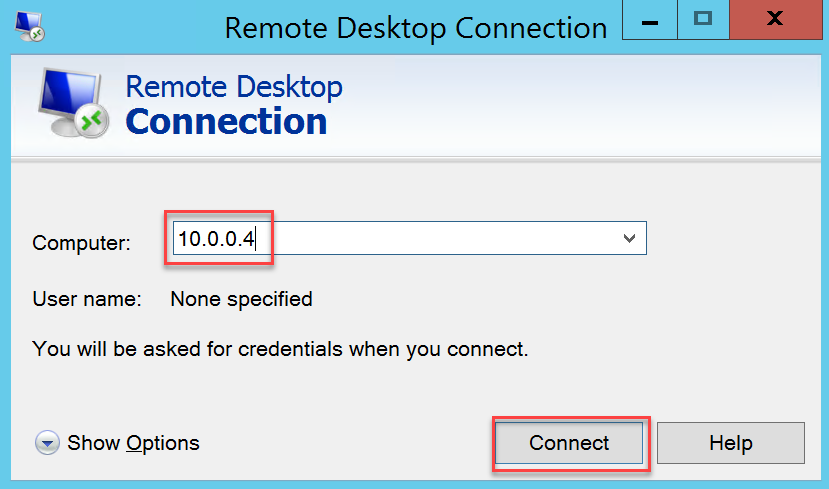 Remote Desktop Connection
Remote Desktop
Connection
Computer: 10.0.0.4
User name: None specified
You will be asked for credentials when you connect.
Show Options Connect Help